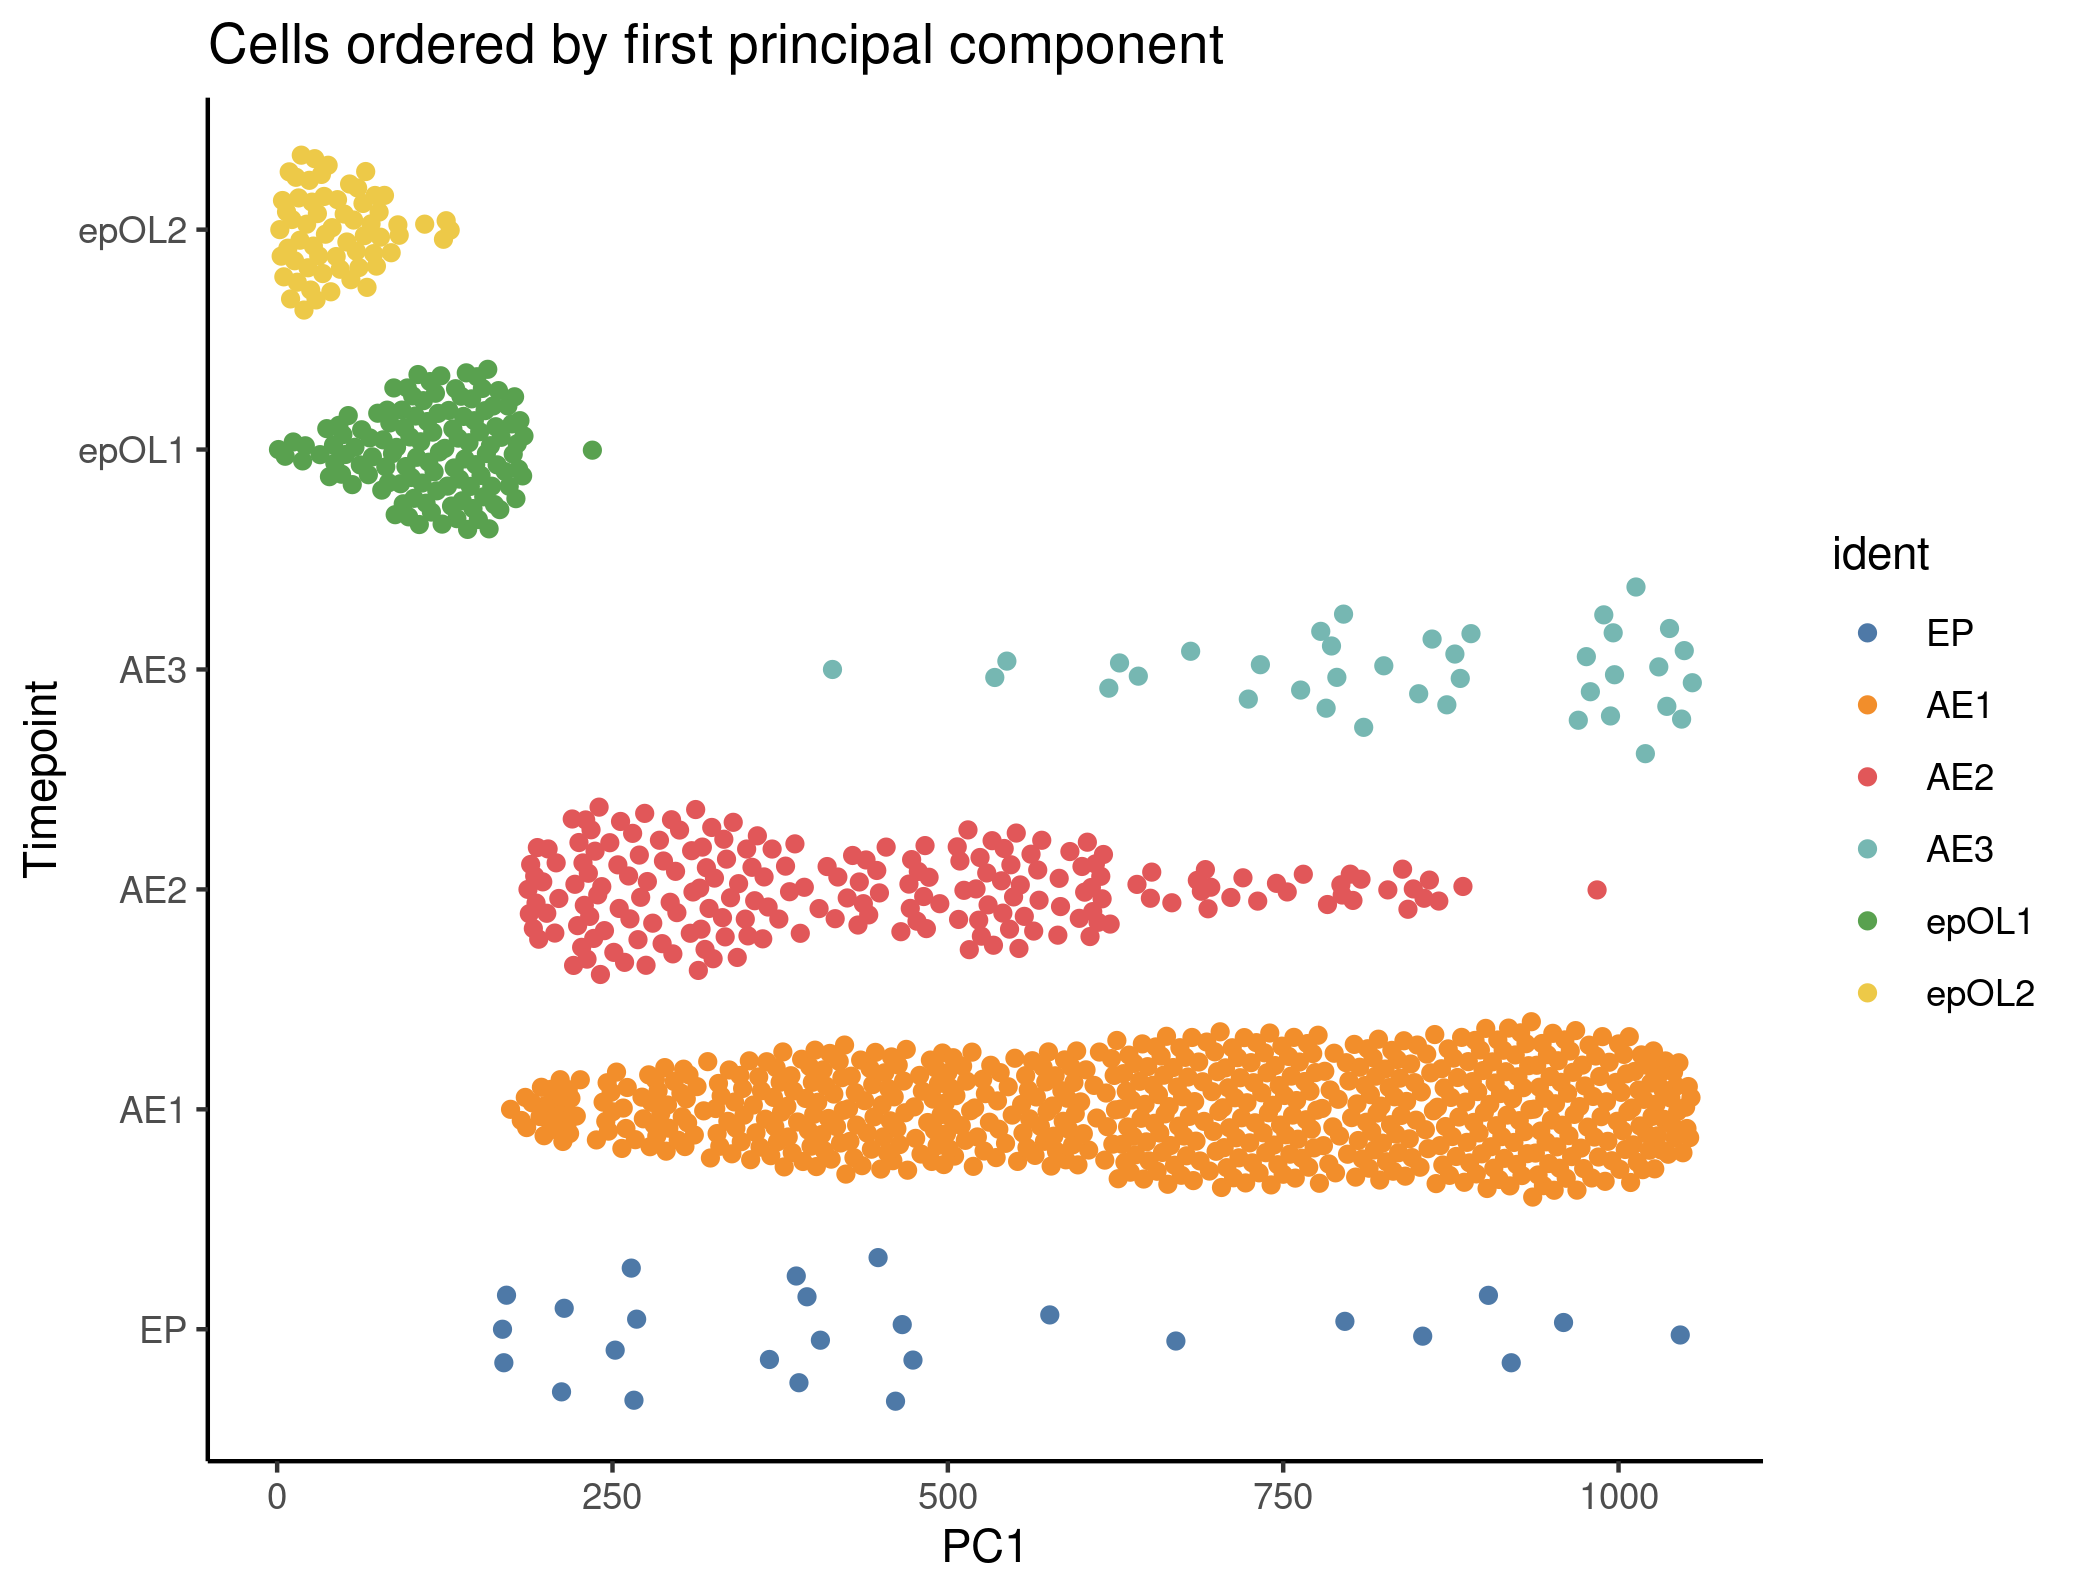 Cells ordered by first principal component
Timepoint
epOL2
epOL1
AE3
AE2
AE1
EP
0 250 500 750 1000
PC1
ident
EP
AE1
AE2
AE3
epOL1
epOL2